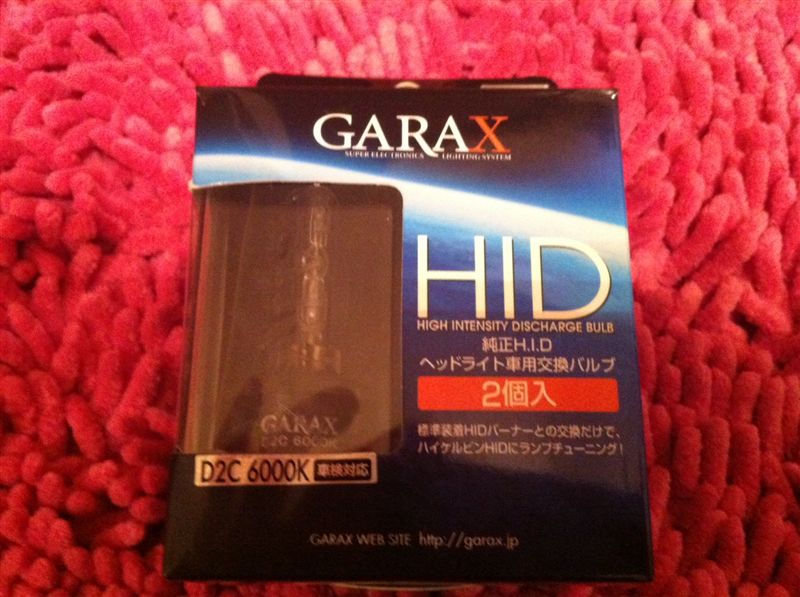 GARAX
SUPER ELECTRONICA LIGHTING SYSTEM
HID
HIGH INTENSITY DISCHARGE BULB
純正H.I.D
ヘッドライト車用交換バルブ
2個入
標準装着HIDバーナーとの交換だけで、
ハイケルビンHIDにランプチューニング!
GARAX
D2C 6000K
D2C 6000K 車検対応
GARAX WEB SITE http://garax.jp